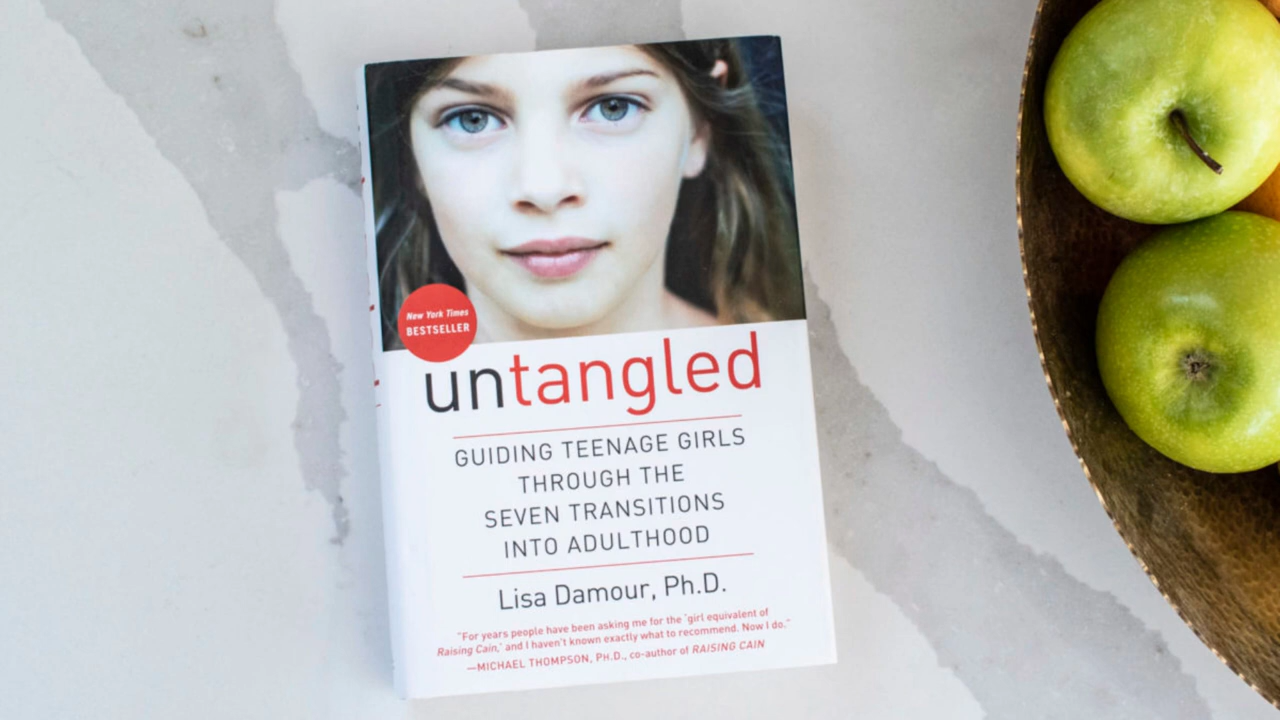 New York Times
BESTSELLER
untangled
GUIDING TEENAGE GIRLS
THROUGH THE
SEVEN TRANSITIONS
INTO ADULTHOOD
Lisa Damour, Ph.D.
"For years people have been asking me for the 'girl equivalent of
Raising Cain,' and I haven't known exactly what to recommend. Now I do."
—MICHAEL THOMPSON, PH.D., co-author of RAISING CAIN